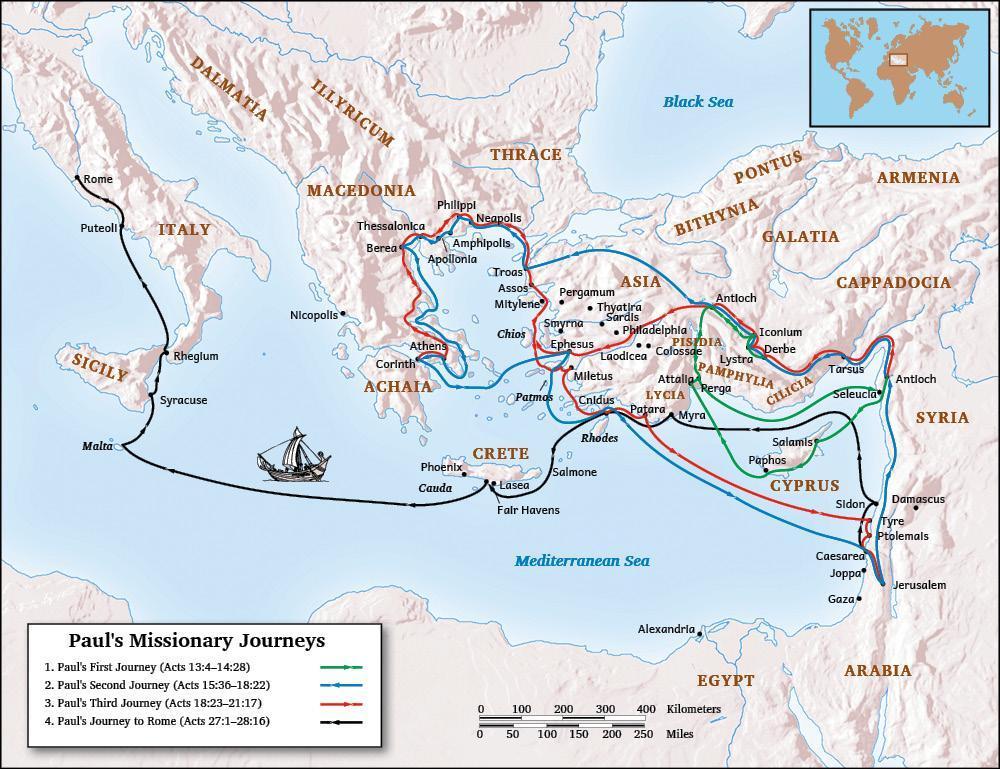 DALMATIA
ILLYRICUM
Black Sea
THRACE
PONTUS
ARMENIA
MACEDONIA
BITHYNIA
GALATIA
Rome
Philippi
Neapolis
Thessalonica
Puteoli
ITALY
Berea
Amphipolis
Apollonia
Troas
ASIA
CAPPADOCIA
Assos
Mitylene
Pergamum
Antioch
Thyatira
Nicopolis
Smyrna
Sardis
Chios
Philadelphia
Iconium
PISIDIA
Athens
Ephesus
Laodicea
Colossae
Derbe
Lystra
Rhegium
Corinth
SICILY
Miletus
PAMPHYLIA
Tarsus
ACHAIA
Attalia
Perga
CILICIA
Antioch
Patmos
LYCIA
Seleucia
Syracuse
Cnidus
Patara
Myra
SYRIA
Malta
Rhodes
Salamis
CRETE
Paphos
Phoenix
Salmone
CYPRUS
Cauda
Lasea
Fair Havens
Sidon
Damascus
Tyre
Ptolemais
Caesarea
Mediterranean Sea
Joppa
Jerusalem
Gaza
Alexandria
EGYPT
ARABIA
Paul's Missionary Journeys
1. Paul's First Journey (Acts 13:4–14:28)
2. Paul's Second Journey (Acts 15:36–18:22)
3. Paul's Third Journey (Acts 18:23–21:17)
4. Paul's Journey to Rome (Acts 27:1–28:16)
0 100 200 300 400 Kilometers
0 50 100 150 200 250 Miles